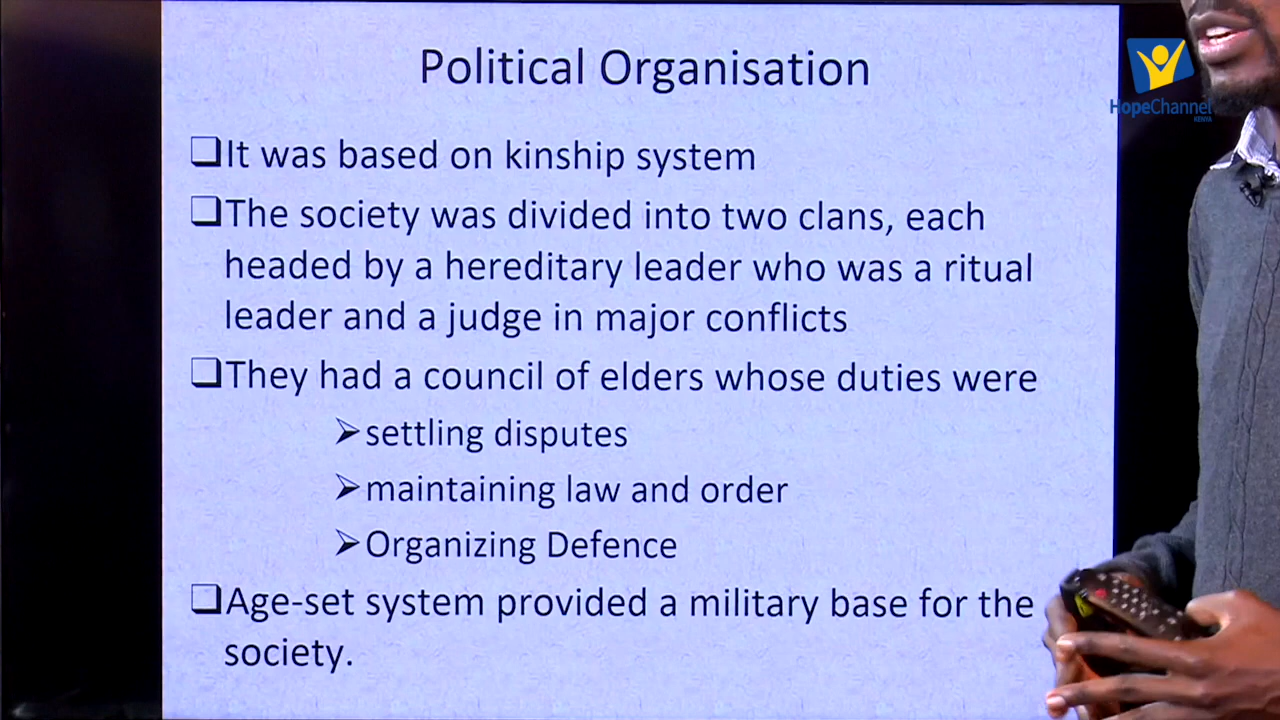 Political Organisation
❑It was based on kinship system
❑The society was divided into two clans, each
headed by a hereditary leader who was a ritual
leader and a judge in major conflicts
❑They had a council of elders whose duties were
➢settling disputes
➢maintaining law and order
➢Organizing Defence
❑Age-set system provided a military base for the
society.
HopeChannel
KENYA